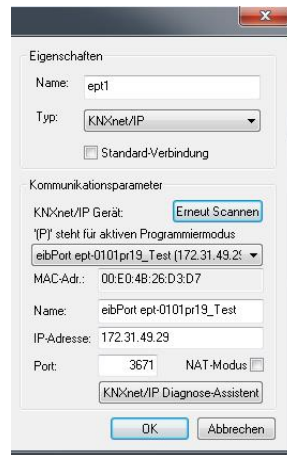 Eigenschaften
Name: ept1
Typ: KNXnet/IP
Standard-Verbindung
Kommunikationsparameter
KNXnet/IP Gerät: Erneut Scannen
'(P)' steht für aktiven Programmiermodus
eibPort ept-0101pr19_Test (172.31.49.29
MAC-Adr.: 00:E0:4B:26:D3:D7
Name: eibPort ept-0101pr19_Test
IP-Adresse: 172.31.49.29
Port: 3671 NAT-Modus
KNXnet/IP Diagnose-Assistent
OK Abbrechen